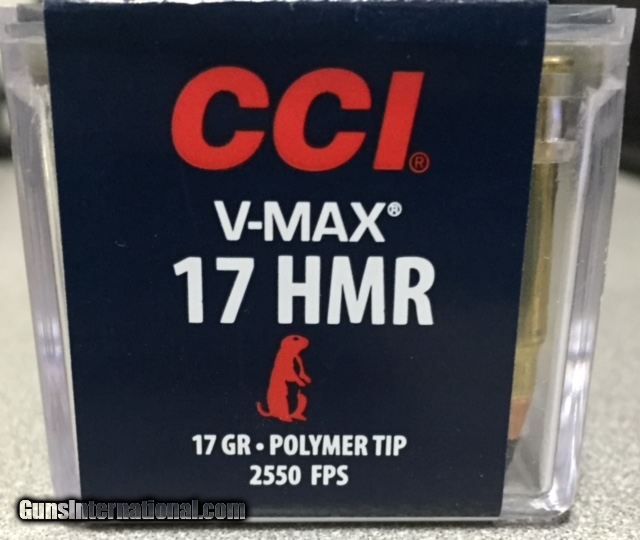 CCI®
V-MAX®
17 HMR
17 GR • POLYMER TIP
2550 FPS
GunsInternational.com